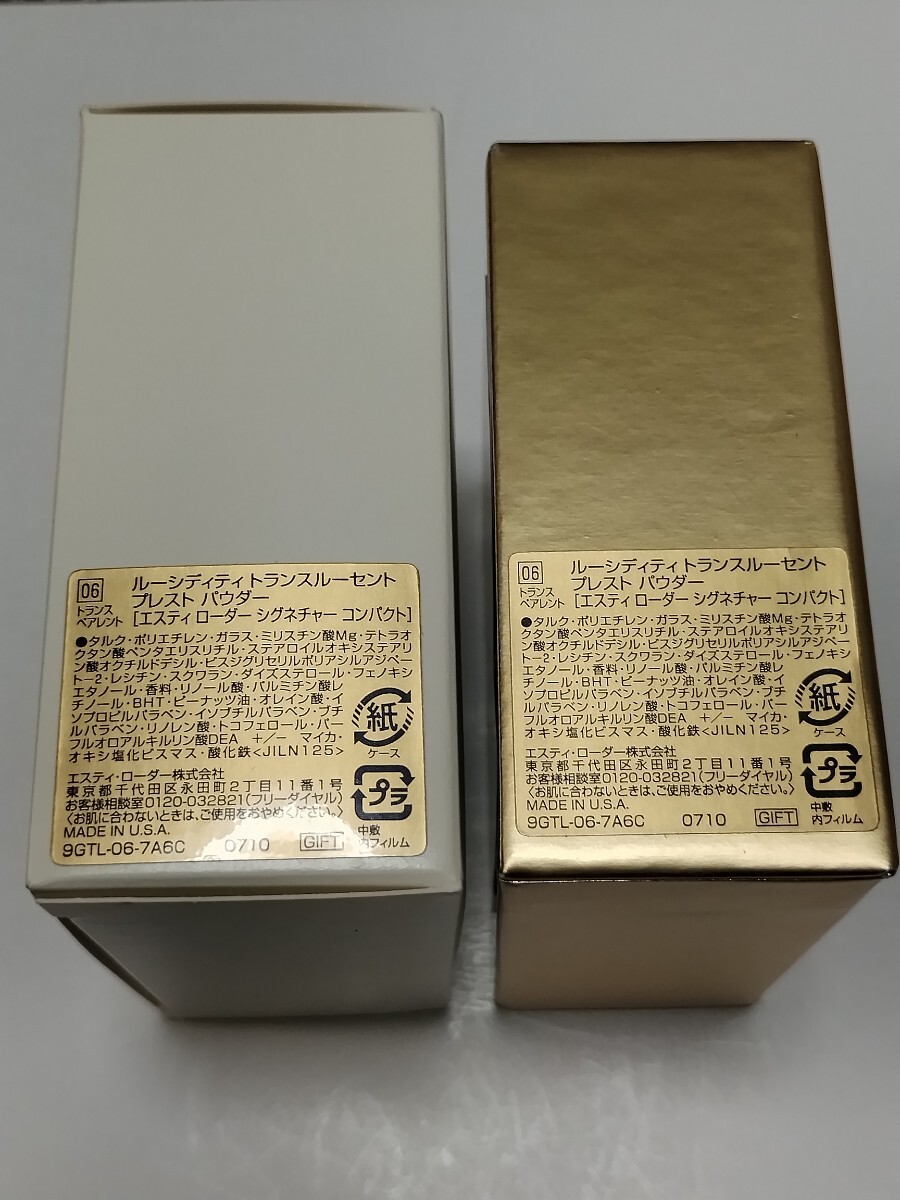 06
トランス
ペアレント
ルーシディティ トランスルーセント
プレスト パウダー
[エスティ ローダー シグネチャー コンパクト]
●タルク・ポリエチレン・ガラス・ミリスチン酸Mg・テトラオ
クタン酸ペンタエリスリチル・ステアロイルオキシステアリ
ン酸オクチルドデシル・ビスジグリセリルポリアシルアジペー
ト-2・レシチン・スクワラン・ダイズステロール・フェノキシ
エタノール・香料・リノール酸・パルミチン酸レ
チノール・BHT・ピーナッツ油・オレイン酸・イ
ソプロピルパラベン・イソブチルパラベン・ブチ
ルパラベン・リノレン酸・トコフェロール・パー
フルオロアルキルリン酸DEA +/- マイカ・
オキシ塩化ビスマス・酸化鉄<JILN125>
紙
ケース
エスティ・ローダー株式会社
東京都千代田区永田町2丁目11番1号
お客様相談室0120-032821(フリーダイヤル)
〈お肌に合わないときは、ご使用をおやめください。〉
MADE IN U.S.A.
9GTL-06-7A6C 0710 GIFT
プラ
中敷
内フィルム
06
トランス
ペアレント
ルーシディティ トランスルーセント
プレスト パウダー
[エスティ ローダー シグネチャー コンパクト]
●タルク・ポリエチレン・ガラス・ミリスチン酸Mg・テトラオ
クタン酸ペンタエリスリチル・ステアロイルオキシステアリン
酸オクチルドデシル・ビスジグリセリルポリアシルアジペー
ト-2・レシチン・スクワラン・ダイズステロール・フェノキシ
エタノール・香料・リノール酸・パルミチン酸レ
チノール・BHT・ピーナッツ油・オレイン酸・イ
ソプロピルパラベン・イソブチルパラベン・ブチ
ルパラベン・リノレン酸・トコフェロール・パー
フルオロアルキルリン酸DEA +/- マイカ・
オキシ塩化ビスマス・酸化鉄<JILN125>
紙
ケース
エスティ・ローダー株式会社
東京都千代田区永田町2丁目11番1号
お客様相談室0120-032821(フリーダイヤル)
〈お肌に合わないときは、ご使用をおやめください。〉
MADE IN U.S.A.
9GTL-06-7A6C 0710 GIFT
プラ
中敷
内フィルム